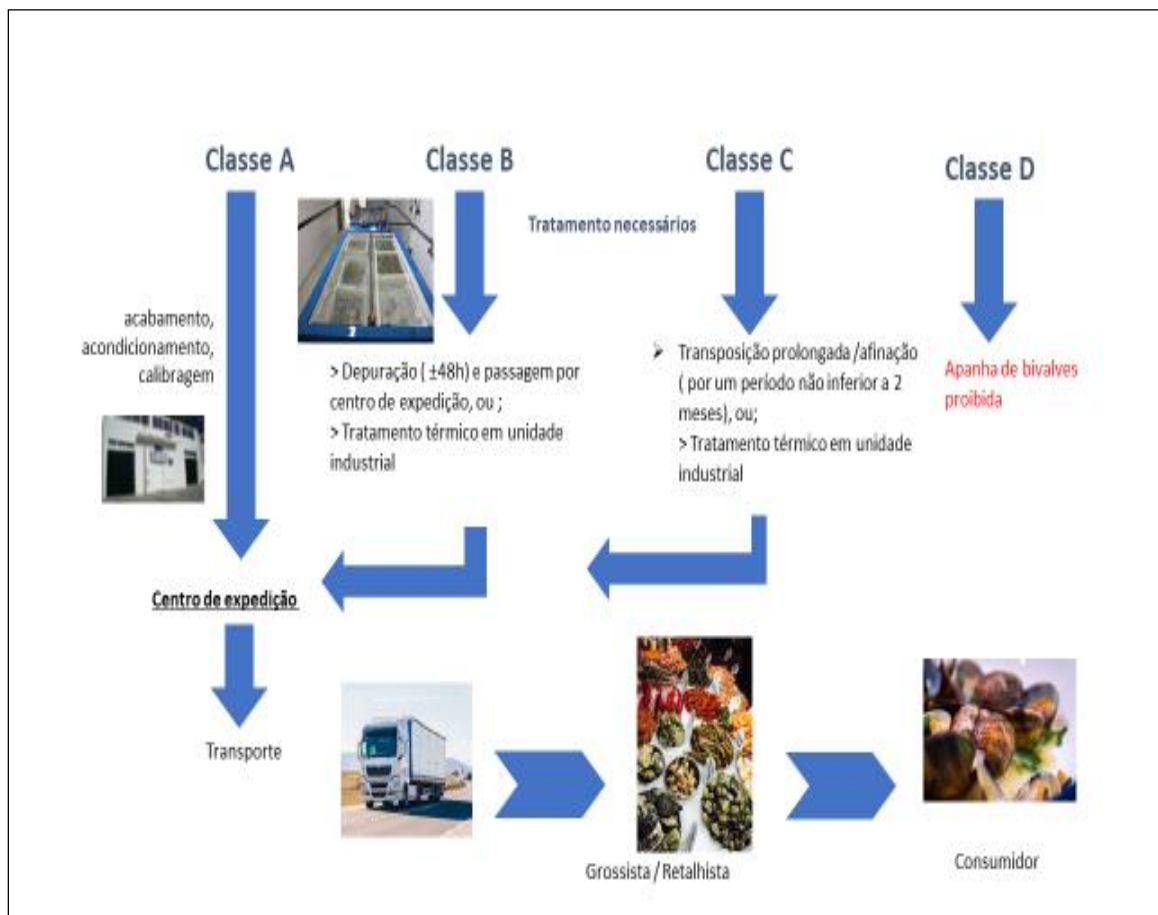 Classe A
Classe B
Classe C
Classe D
Tratamento necessários
acabamento,
acondicionamento,
calibragem
> Depuração ( ±48h) e passagem por
centro de expedição, ou ;
> Tratamento térmico em unidade
industrial
➤ Transposição prolongada /afinação
( por um período não inferior a 2
meses), ou;
> Tratamento térmico em unidade
industrial
Apanha de bivalves
proibida
Centro de expedição
Transporte
Grossista / Retalhista
Consumidor